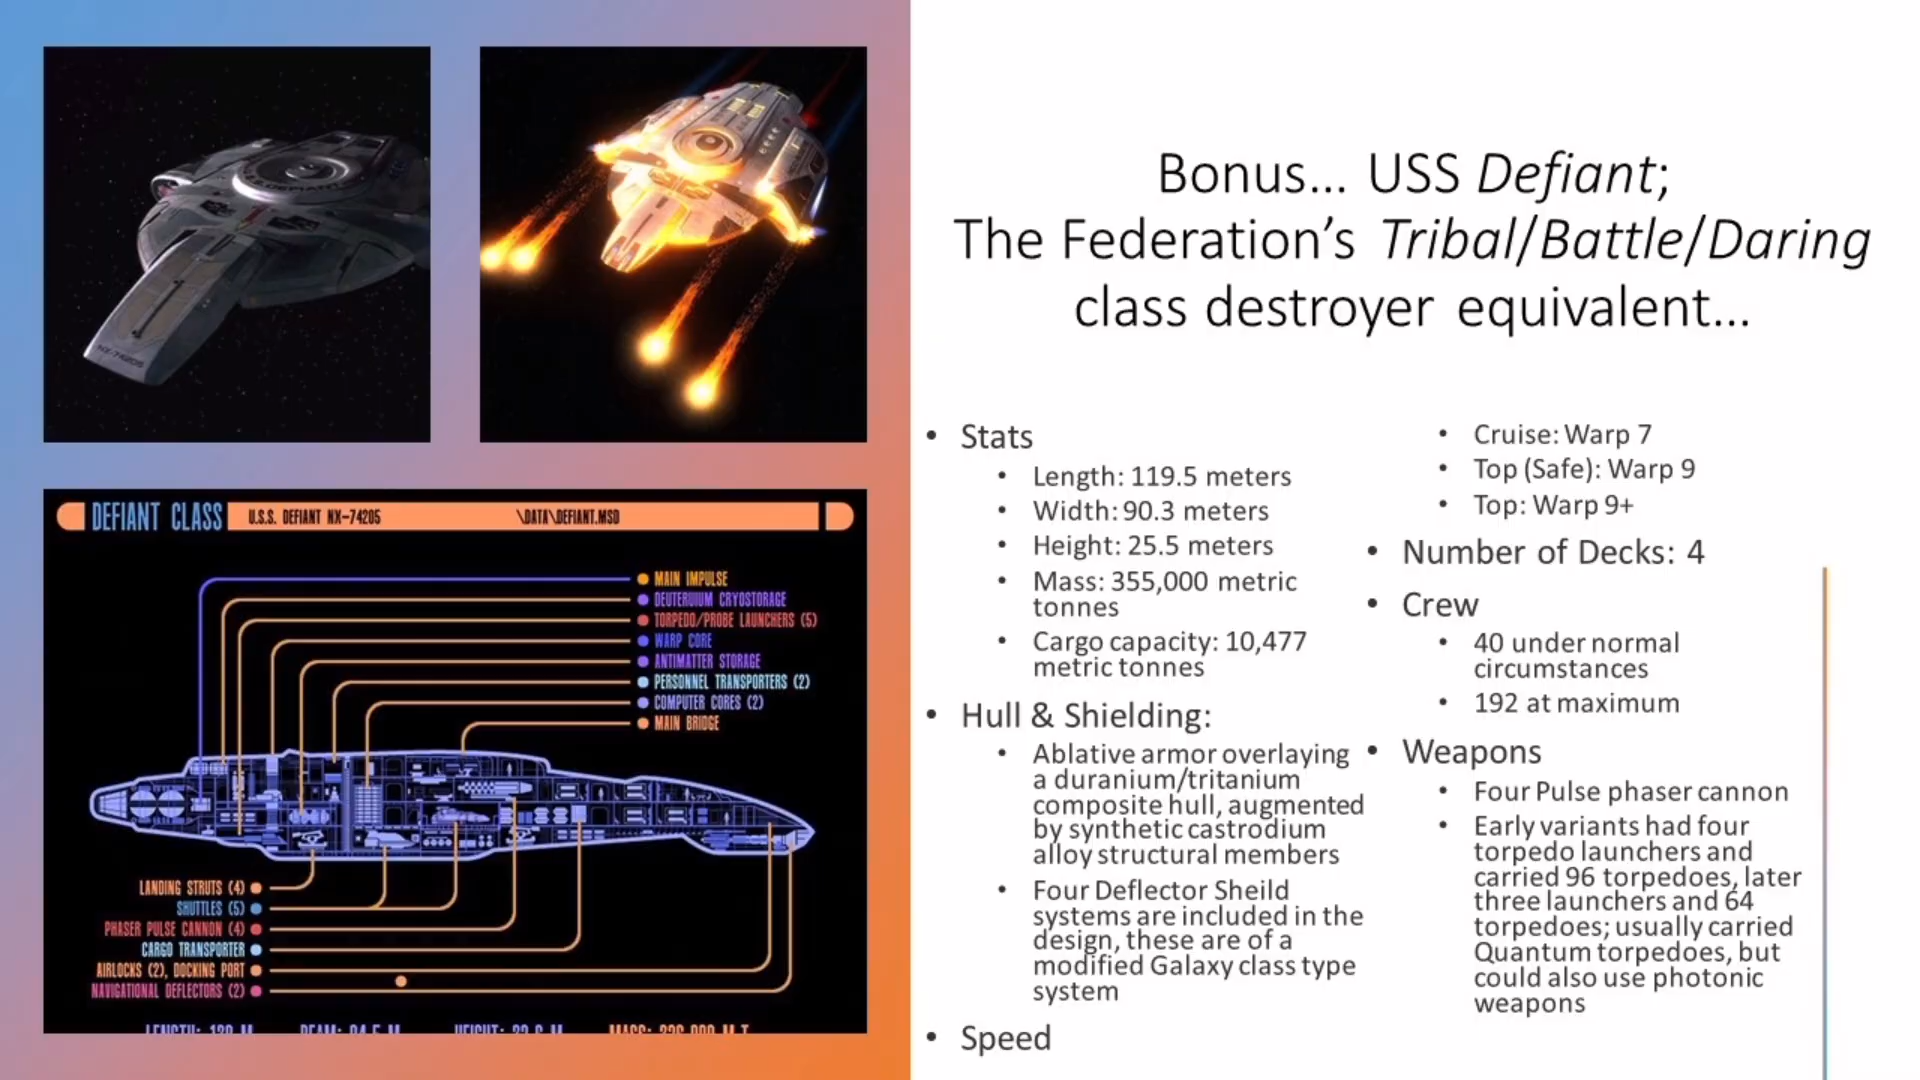 Bonus... USS Defiant;
The Federation's Tribal/Battle/Daring
class destroyer equivalent...
• Stats
• Length: 119.5 meters
• Width: 90.3 meters
• Height: 25.5 meters
• Mass: 355,000 metric
tonnes
• Cargo capacity: 10,477
metric tonnes
• Hull & Shielding:
• Ablative armor overlaying
a duranium/tritanium
composite hull, augmented
by synthetic castrodium
alloy structural members
• Four Deflector Sheild
systems are included in the
design, these are of a
modified Galaxy class type
system
• Speed
• Cruise: Warp 7
• Top (Safe): Warp 9
• Top: Warp 9+
• Number of Decks: 4
• Crew
• 40 under normal
circumstances
• 192 at maximum
• Weapons
• Four Pulse phaser cannon
• Early variants had four
torpedo launchers and
carried 96 torpedoes, later
three launchers and 64
torpedoes; usually carried
Quantum torpedoes, but
could also use photonic
weapons
NX-74205
DEFIANT CLASS U.S.S. DEFIANT NX-74205 \DATA\DEFIANT.MSD
MAIN IMPULSE
DEUTERUIUM CRYOSTORAGE
TORPEDO/PROBE LAUNCHERS (5)
WARP CORE
ANTIMATTER STORAGE
PERSONNEL TRANSPORTERS (2)
COMPUTER CORES (2)
MAIN BRIDGE
LANDING STRUTS (4)
SHUTTLES (5)
PHASER PULSE CANNON (4)
CARGO TRANSPORTER
AIRLOCKS (2), DOCKING PORT
NAVIGATIONAL DEFLECTORS (2)